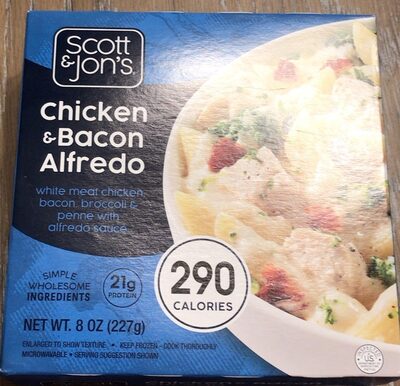 Scott
&Jon's®
Chicken
&Bacon
Alfredo
white meat chicken,
bacon, broccoli &
penne with
alfredo sauce
SIMPLE
WHOLESOME
INGREDIENTS
21g
PROTEIN
290
CALORIES
NET WT. 8 OZ (227g)
ENLARGED TO SHOW TEXTURE • KEEP FROZEN - COOK THOROUGHLY
MICROWAVABLE • SERVING SUGGESTION SHOWN